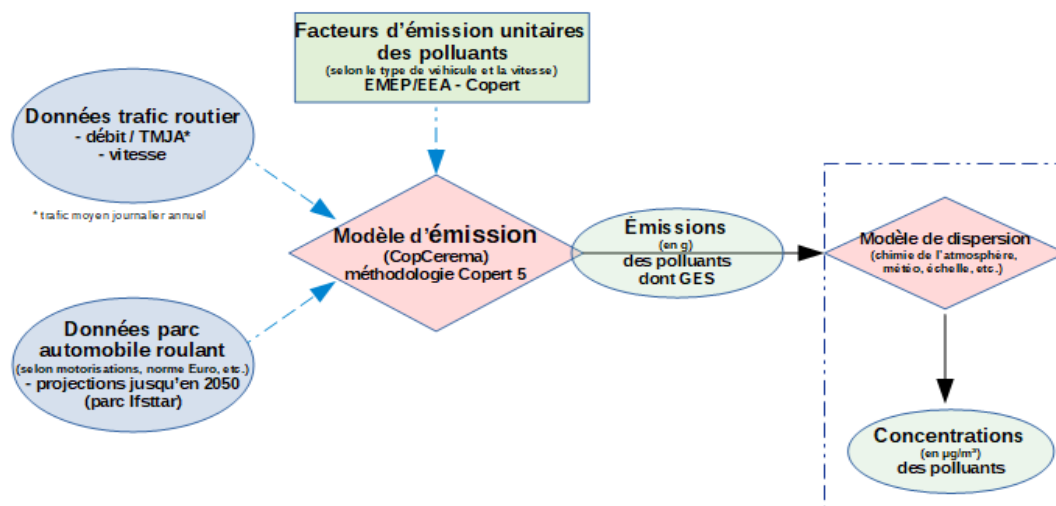 Facteurs d'émission unitaires
des polluants
(selon le type de véhicule et la vitesse)
EMEP/EEA - Copert
Données trafic routier
- débit / TMJA*
- vitesse
* trafic moyen journalier annuel
Modèle d'émission
(CopCerema)
méthodologie Copert 5
Émissions
(en g)
des polluants
dont GES
Modèle de dispersion
(chimie de l'atmosphère,
météo, échelle, etc.)
Données parc
automobile roulant
(selon motorisations, norme Euro, etc.)
- projections jusqu'en 2050
(parc Ifsttar)
Concentrations
(en µg/m³)
des polluants